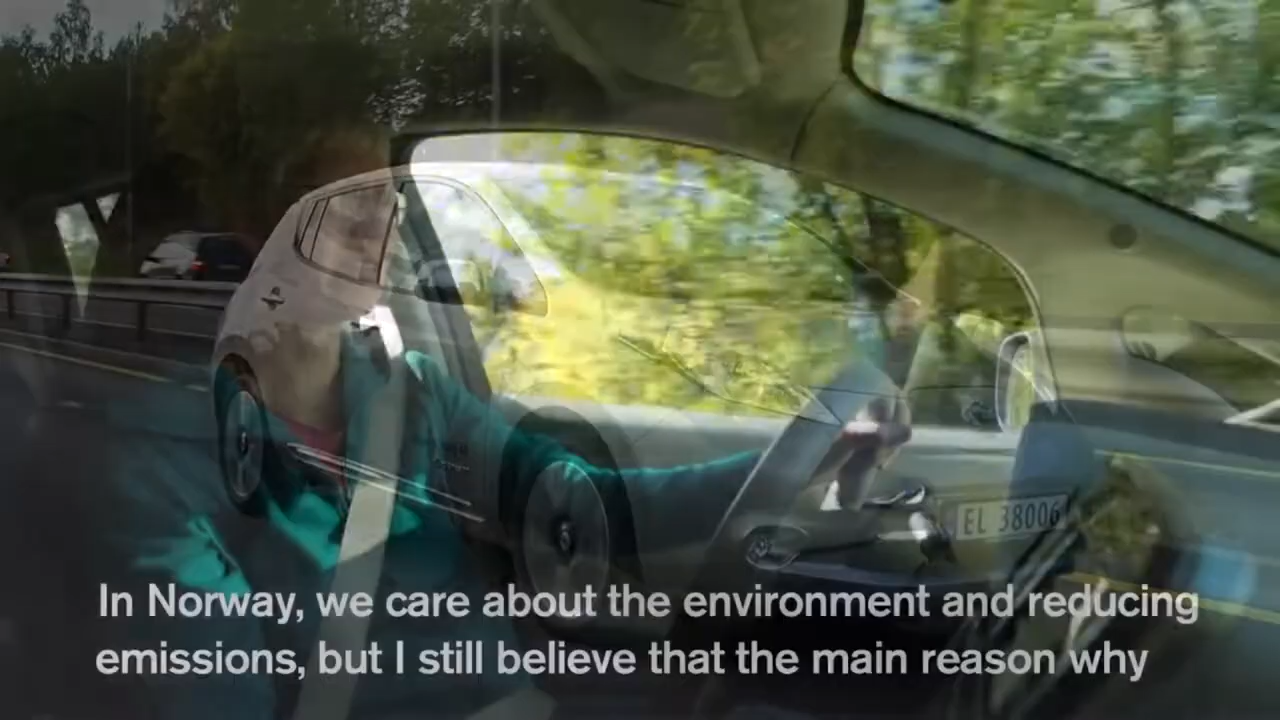 EL 38006
In Norway, we care about the environment and reducing
emissions, but I still believe that the main reason why